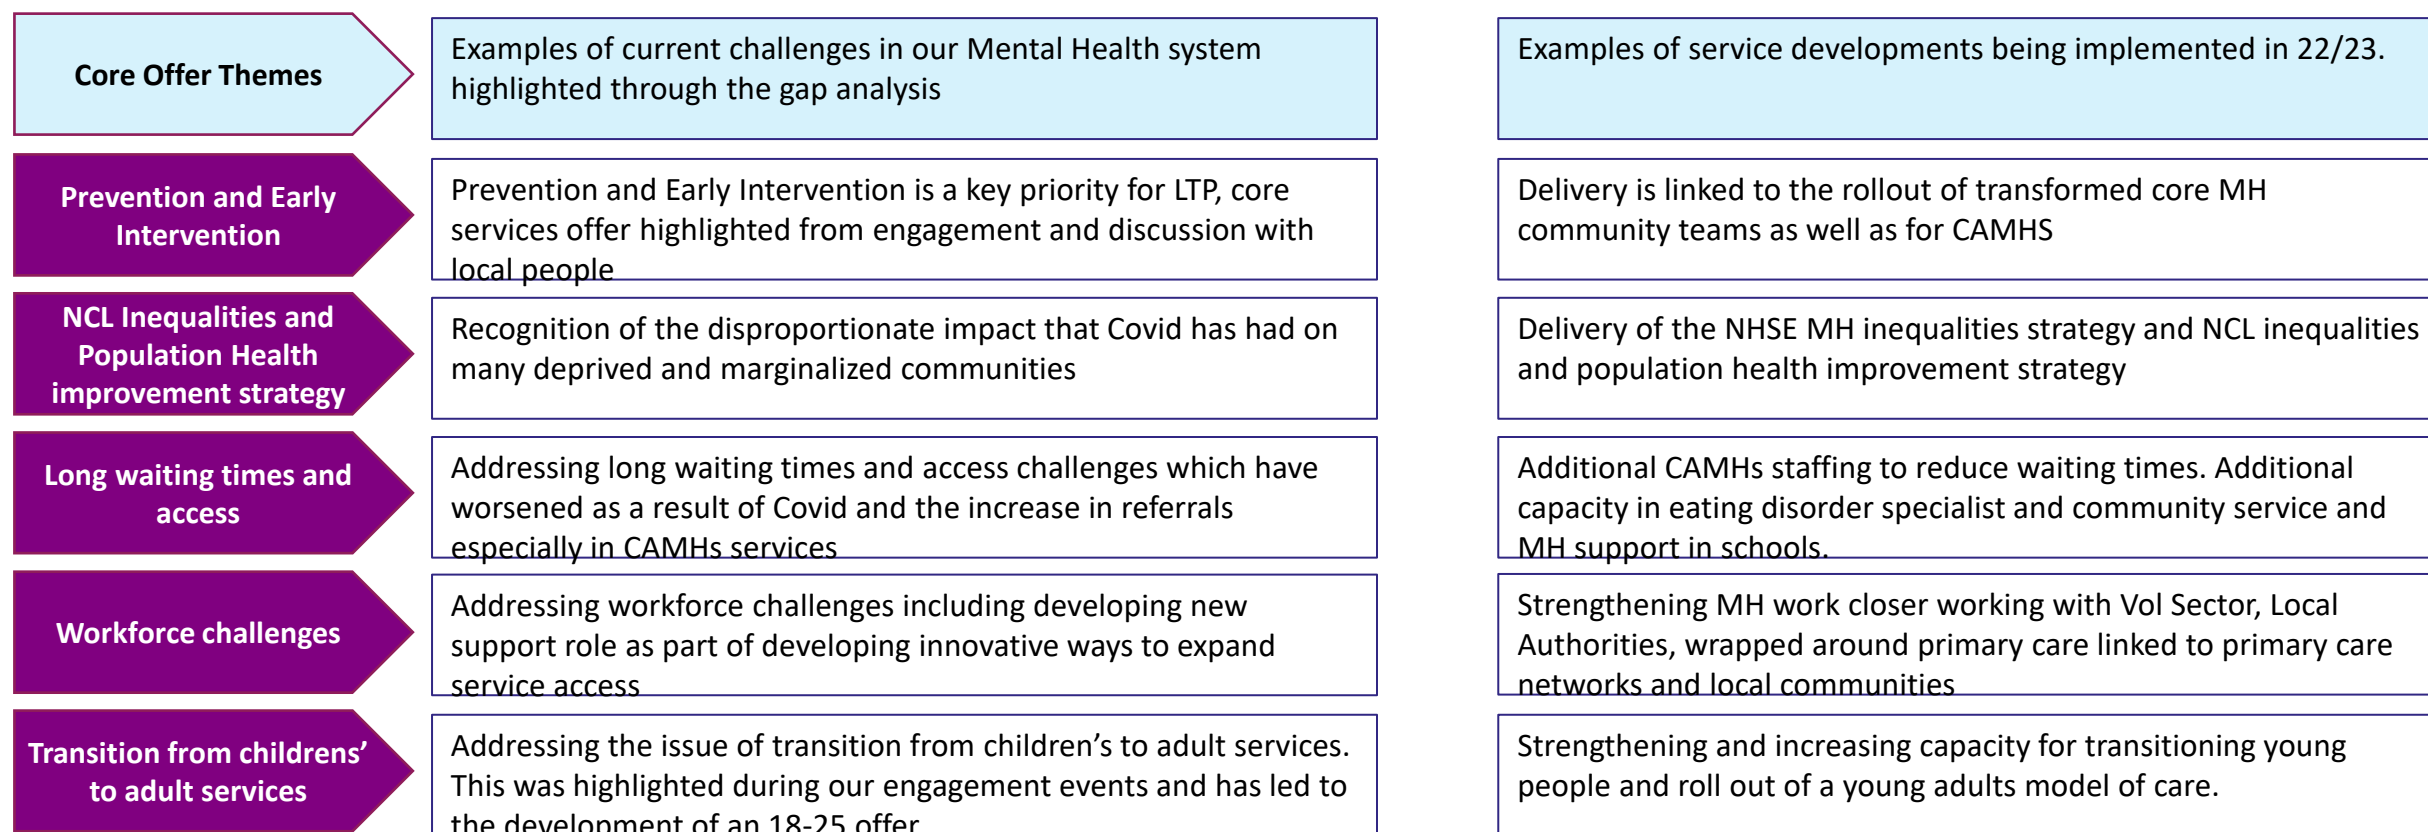 Core Offer Themes
Examples of current challenges in our Mental Health system
highlighted through the gap analysis
Examples of service developments being implemented in 22/23.
Prevention and Early
Intervention
Prevention and Early Intervention is a key priority for LTP, core
services offer highlighted from engagement and discussion with
local people
Delivery is linked to the rollout of transformed core MH
community teams as well as for CAMHS
NCL Inequalities and
Population Health
improvement strategy
Recognition of the disproportionate impact that Covid has had on
many deprived and marginalized communities
Delivery of the NHSE MH inequalities strategy and NCL inequalities
and population health improvement strategy
Long waiting times and
access
Addressing long waiting times and access challenges which have
worsened as a result of Covid and the increase in referrals
especially in CAMHs services
Additional CAMHs staffing to reduce waiting times. Additional
capacity in eating disorder specialist and community service and
MH support in schools.
Workforce challenges
Addressing workforce challenges including developing new
support role as part of developing innovative ways to expand
service access
Strengthening MH work closer working with Vol Sector, Local
Authorities, wrapped around primary care linked to primary care
networks and local communities
Transition from childrens’
to adult services
Addressing the issue of transition from children’s to adult services.
This was highlighted during our engagement events and has led to
the development of an 18-25 offer
Strengthening and increasing capacity for transitioning young
people and roll out of a young adults model of care.